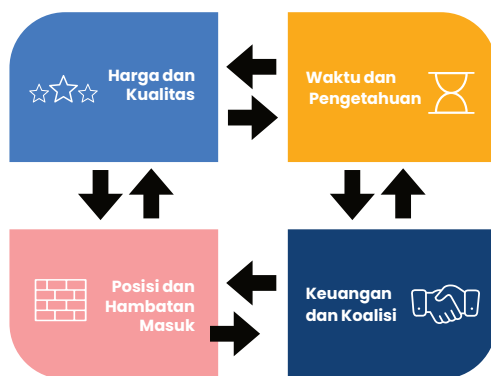 Harga dan
Kualitas
Waktu dan
Pengetahuan
Posisi dan
Hambatan
Masuk
Keuangan
dan Koalisi